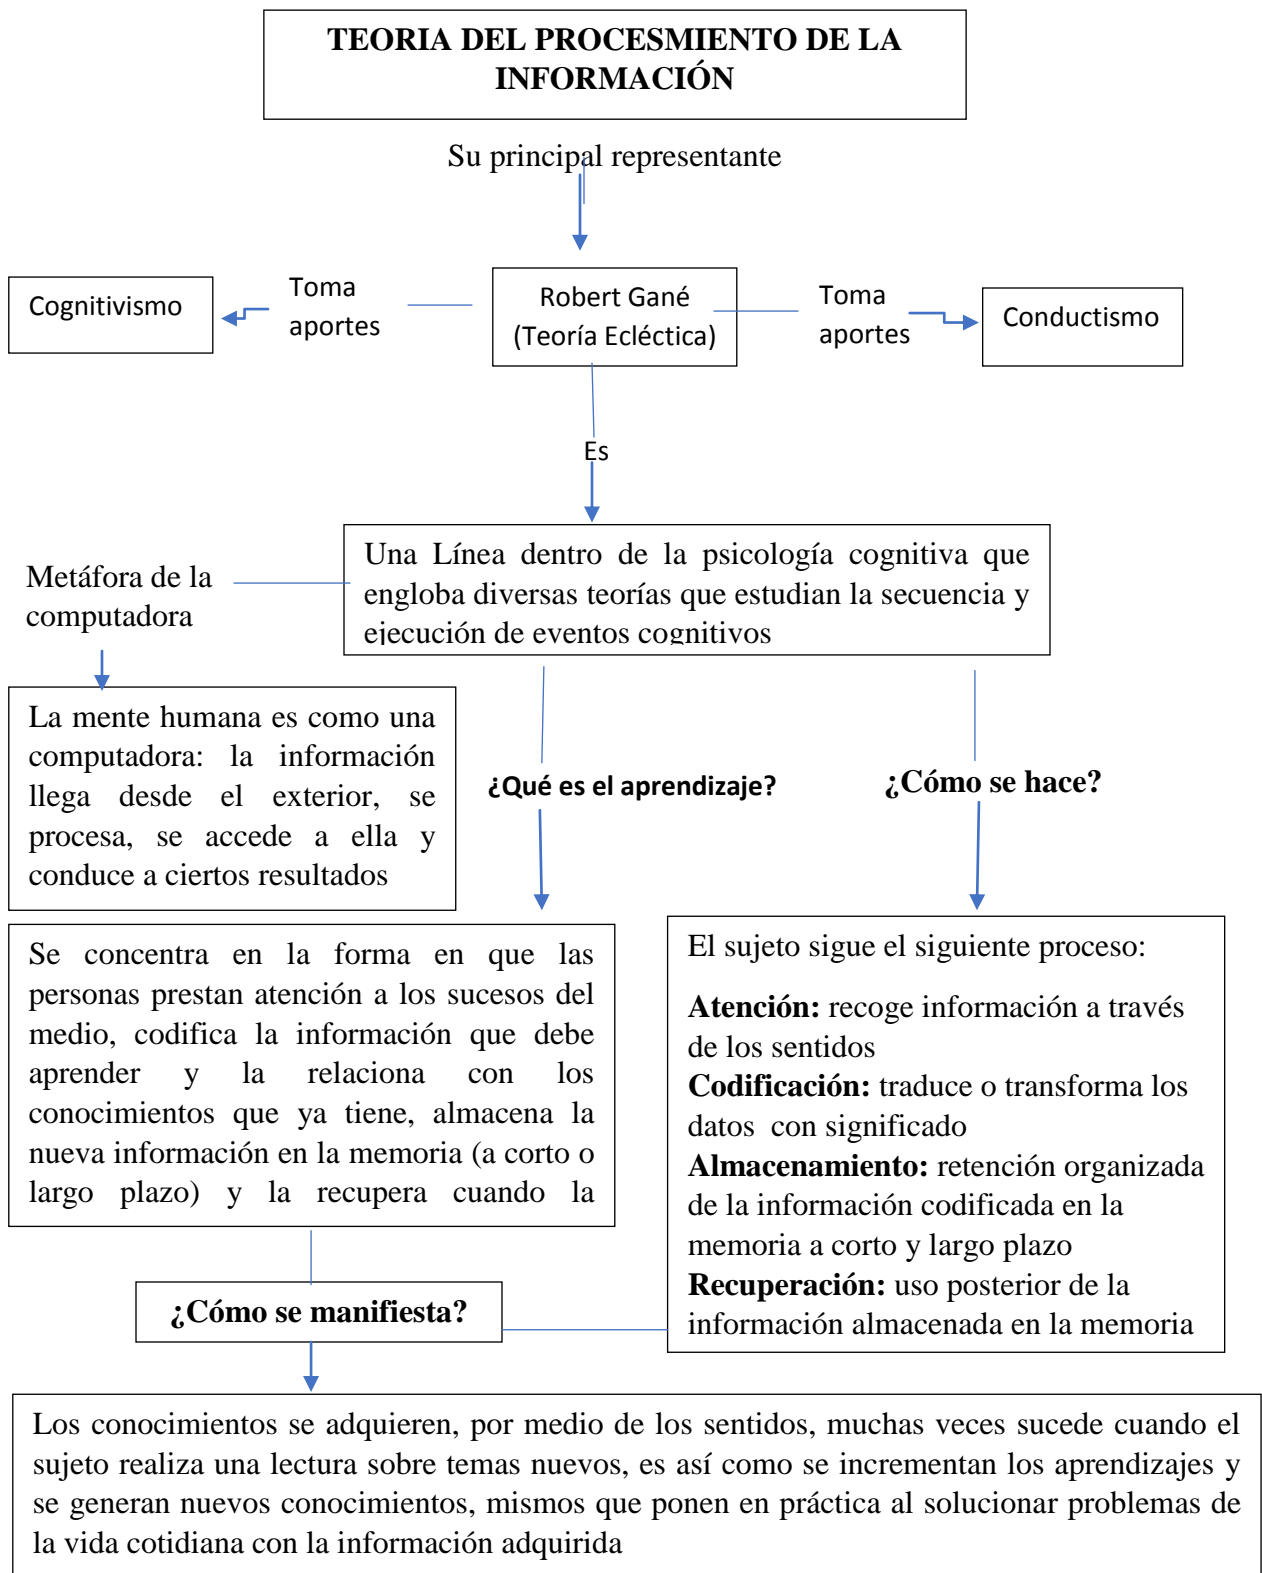 TEORIA DEL PROCESMIENTO DE LA
INFORMACIÓN
Su principal representante
Cognitivismo
Toma
aportes
Robert Gané
(Teoría Ecléctica)
Toma
aportes
Conductismo
Es
Una Línea dentro de la psicología cognitiva que
engloba diversas teorías que estudian la secuencia y
ejecución de eventos cognitivos
Metáfora de la
computadora
La mente humana es como una
computadora: la información
llega desde el exterior, se
procesa, se accede a ella y
conduce a ciertos resultados
¿Qué es el aprendizaje?
¿Cómo se hace?
Se concentra en la forma en que las
personas prestan atención a los sucesos del
medio, codifica la información que debe
aprender y la relaciona con los
conocimientos que ya tiene, almacena la
nueva información en la memoria (a corto o
largo plazo) y la recupera cuando la
El sujeto sigue el siguiente proceso:
Atención: recoge información a través
de los sentidos
Codificación: traduce o transforma los
datos con significado
Almacenamiento: retención organizada
de la información codificada en la
memoria a corto y largo plazo
Recuperación: uso posterior de la
información almacenada en la memoria
¿Cómo se manifiesta?
Los conocimientos se adquieren, por medio de los sentidos, muchas veces sucede cuando el
sujeto realiza una lectura sobre temas nuevos, es así como se incrementan los aprendizajes y
se generan nuevos conocimientos, mismos que ponen en práctica al solucionar problemas de
la vida cotidiana con la información adquirida